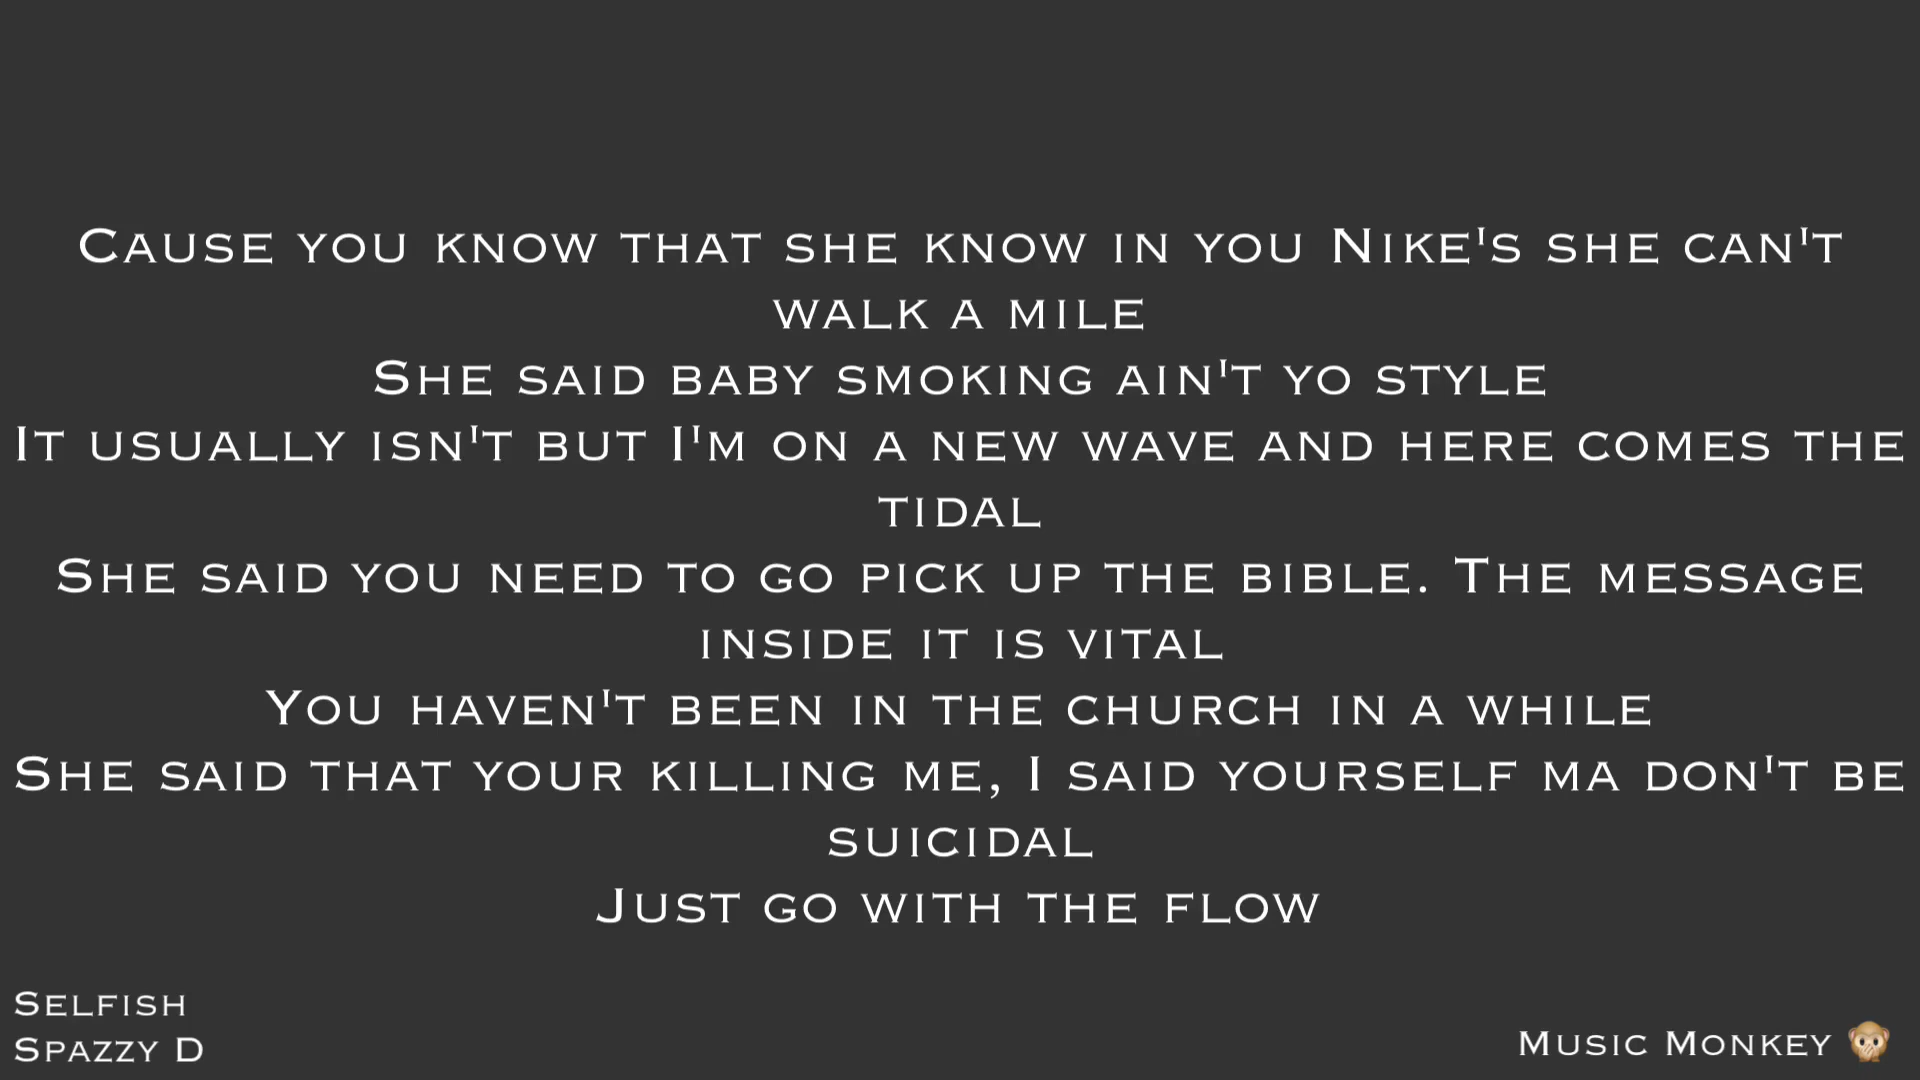 Cause you know that she know in you Nike's she can't
walk a mile
She said baby smoking ain't yo style
It usually isn't but I'm on a new wave and here comes the
tidal
She said you need to go pick up the bible. The message
inside it is vital
You haven't been in the church in a while
She said that your killing me, I said yourself ma don't be
suicidal
Just go with the flow
Selfish
Spazzy D
Music Monkey 🙊